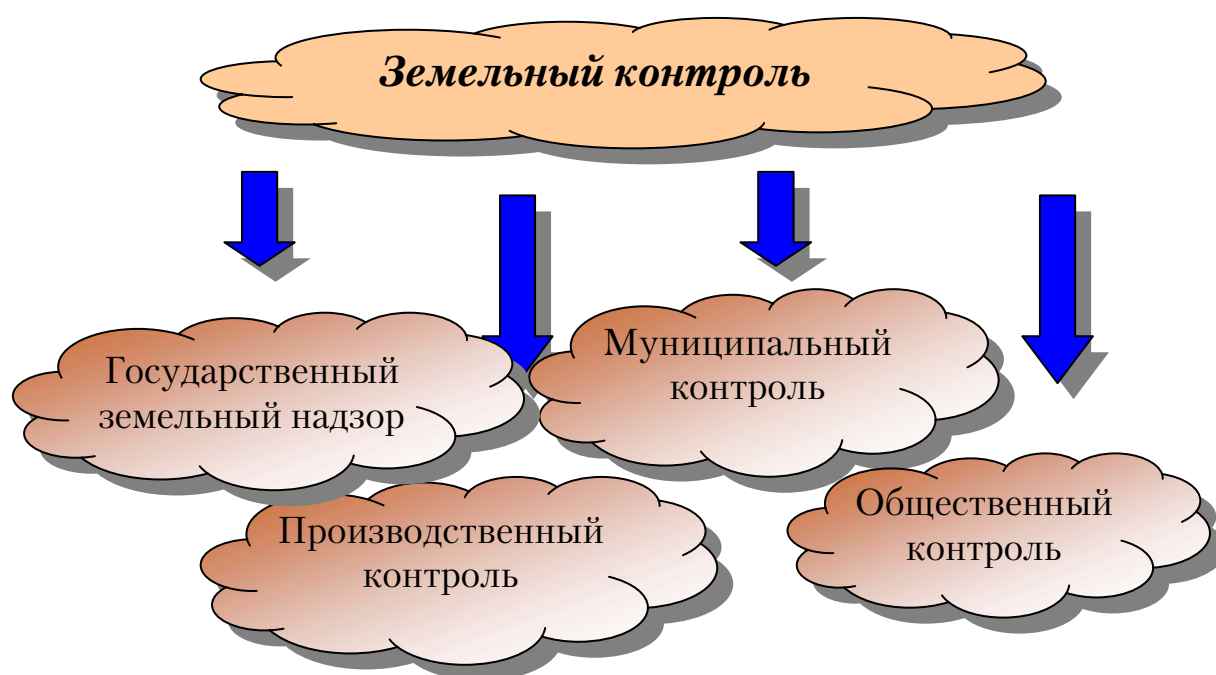 Земельный контроль
Государственный
земельный надзор
Муниципальный
контроль
Производственный
контроль
Общественный
контроль